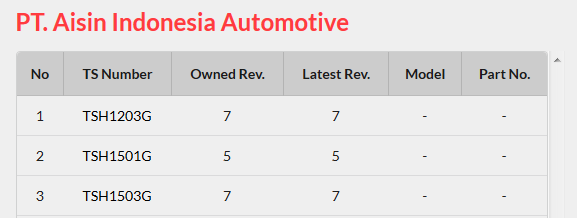 PT. Aisin Indonesia Automotive
No TS Number Owned Rev. Latest Rev. Model Part No.
1 TSH1203G 7 7 - -
2 TSH1501G 5 5 - -
3 TSH1503G 7 7 - -